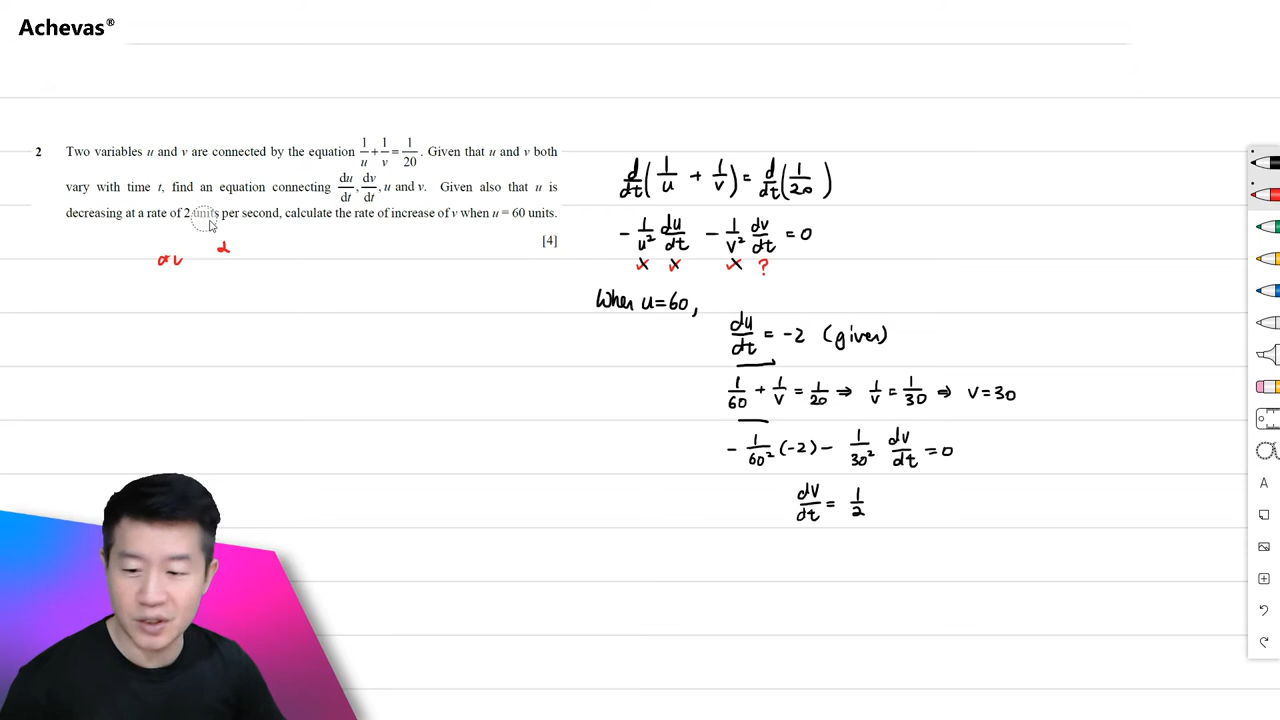 Achevas®
2 Two variables u and v are connected by the equation 1/u + 1/v = 1/20. Given that u and v both
vary with time t, find an equation connecting du/dt, dv/dt, u and v. Given also that u is
decreasing at a rate of 2 units per second, calculate the rate of increase of v when u = 60 units.
[4]
d
d/dt(1/u + 1/v) = d/dt(1/20)
- 1/u² du/dt - 1/v² dv/dt = 0
?
When u=60,
du/dt = -2 (given)
1/60 + 1/v = 1/20 ⇒ 1/v = 1/30 ⇒ v=30
- 1/60² (-2) - 1/30² dv/dt = 0
dv/dt = 1/2
A